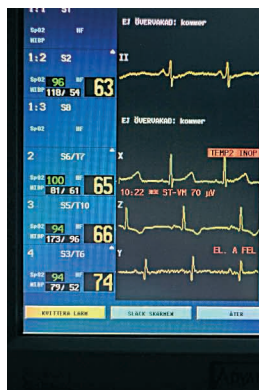 1:1 S1
SpO2 HF
NIBP
EJ ÖVERVAKAD: kommer
1:2 S2 II
SpO2 96 HF 63
NIBP 118/ 54
1:3 S8
EJ ÖVERVAKAD: kommer
SpO2 HF
NIBP
2 S6/T7 X
TEMP2 INOP
SpO2 100 HF 65
NIBP 81/ 61
10:22 ** ST-VM 70 µV
3 S5/T10 Z
SpO2 94 HF 66
NIBP 173/ 96
4 S3/T6 Y
EL. A FEL
SpO2 94 HF 74
NIBP 79/ 52
KVITTERA LARM SLÄCK SKÄRMEN ÅTER